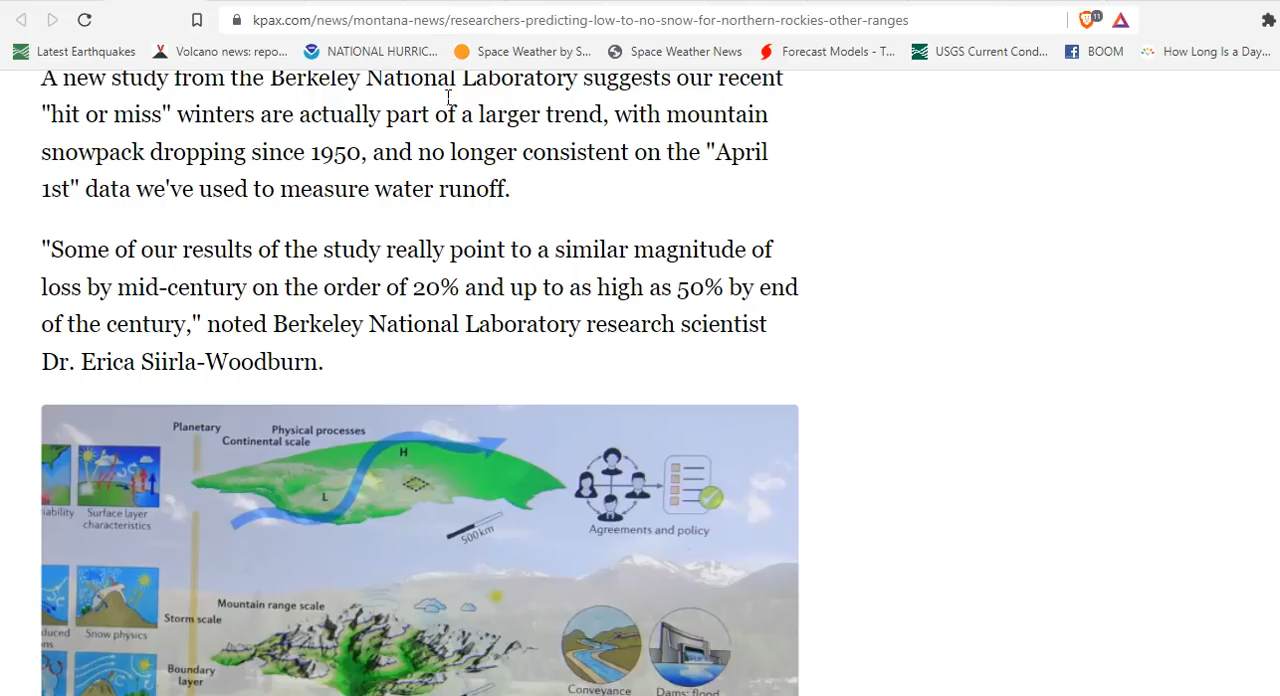 kpax.com/news/montana-news/researchers-predicting-low-to-no-snow-for-northern-rockies-other-ranges
11
Latest Earthquakes
Volcano news: repo...
NATIONAL HURRIC...
Space Weather by S...
Space Weather News
Forecast Models - T...
USGS Current Cond...
BOOM
How Long Is a Day...
A new study from the Berkeley National Laboratory suggests our recent
"hit or miss" winters are actually part of a larger trend, with mountain
snowpack dropping since 1950, and no longer consistent on the "April
1st" data we've used to measure water runoff.
"Some of our results of the study really point to a similar magnitude of
loss by mid-century on the order of 20% and up to as high as 50% by end
of the century," noted Berkeley National Laboratory research scientist
Dr. Erica Siirla-Woodburn.
Planetary
Physical processes
Continental scale
H
L
500 km
iability
Surface layer
characteristics
Agreements and policy
Mountain range scale
Storm scale
duced
ns
Snow physics
Boundary
layer
Conveyance
Dams: flood